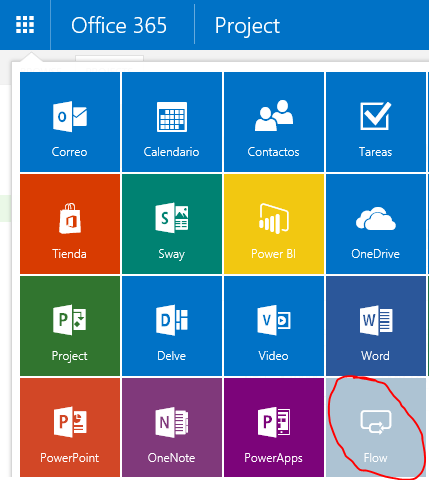 Office 365 Project
Correo Calendario Contactos Tareas
Tienda Sway Power BI OneDrive
Project Delve Video Word
PowerPoint OneNote PowerApps Flow